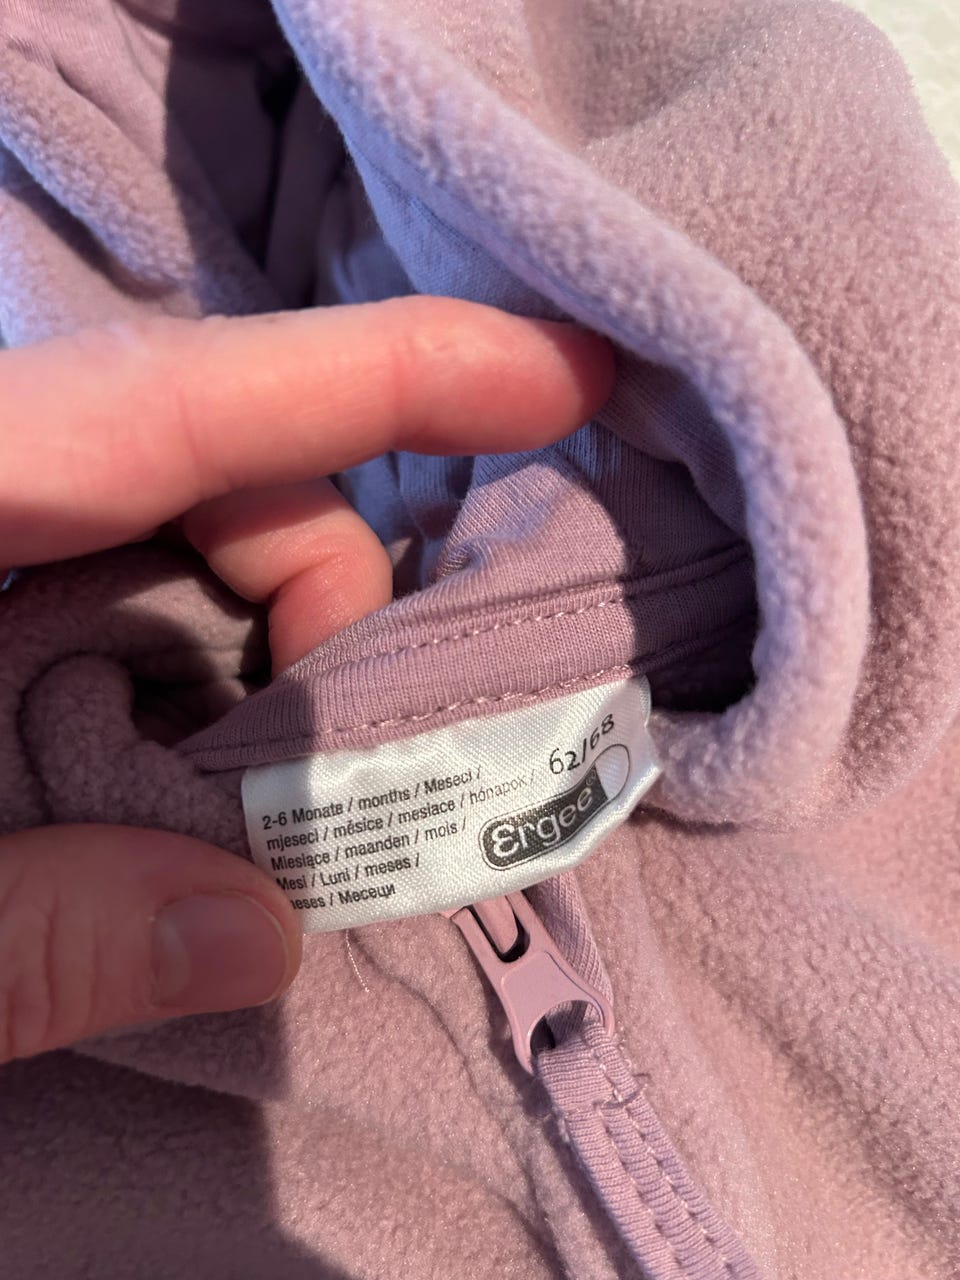 62/68
Ergee
2-6 Monate / months / Meseci /
mjeseci / měsíce / mesiace / hónapok /
Miesiące / maanden / mois /
Mesi / Luni / meses /
/ Месеци